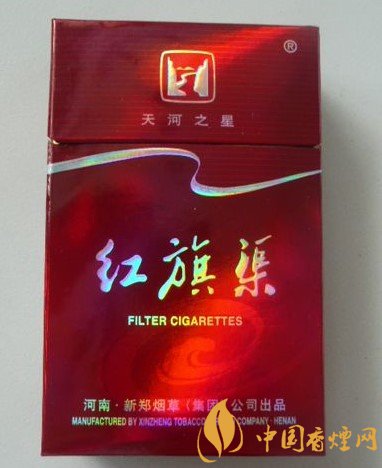 ®
天河之星
红旗渠
FILTER CIGARETTES
河南·新郑烟草(集团)公司出品
MANUFACTURED BY XINZHENG TOBACCO COMPANY·HENAN
中国香烟网